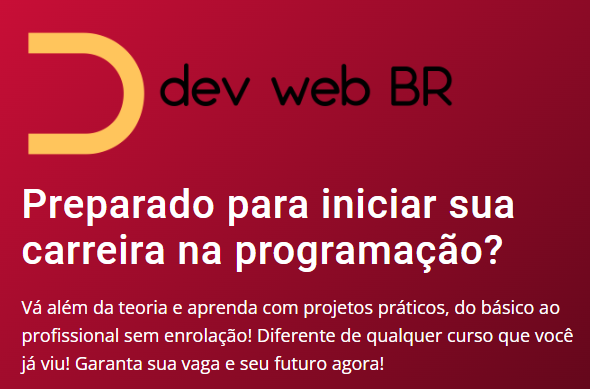 dev web BR
Preparado para iniciar sua
carreira na programação?
Vá além da teoria e aprenda com projetos práticos, do básico ao
profissional sem enrolação! Diferente de qualquer curso que você
já viu! Garanta sua vaga e seu futuro agora!